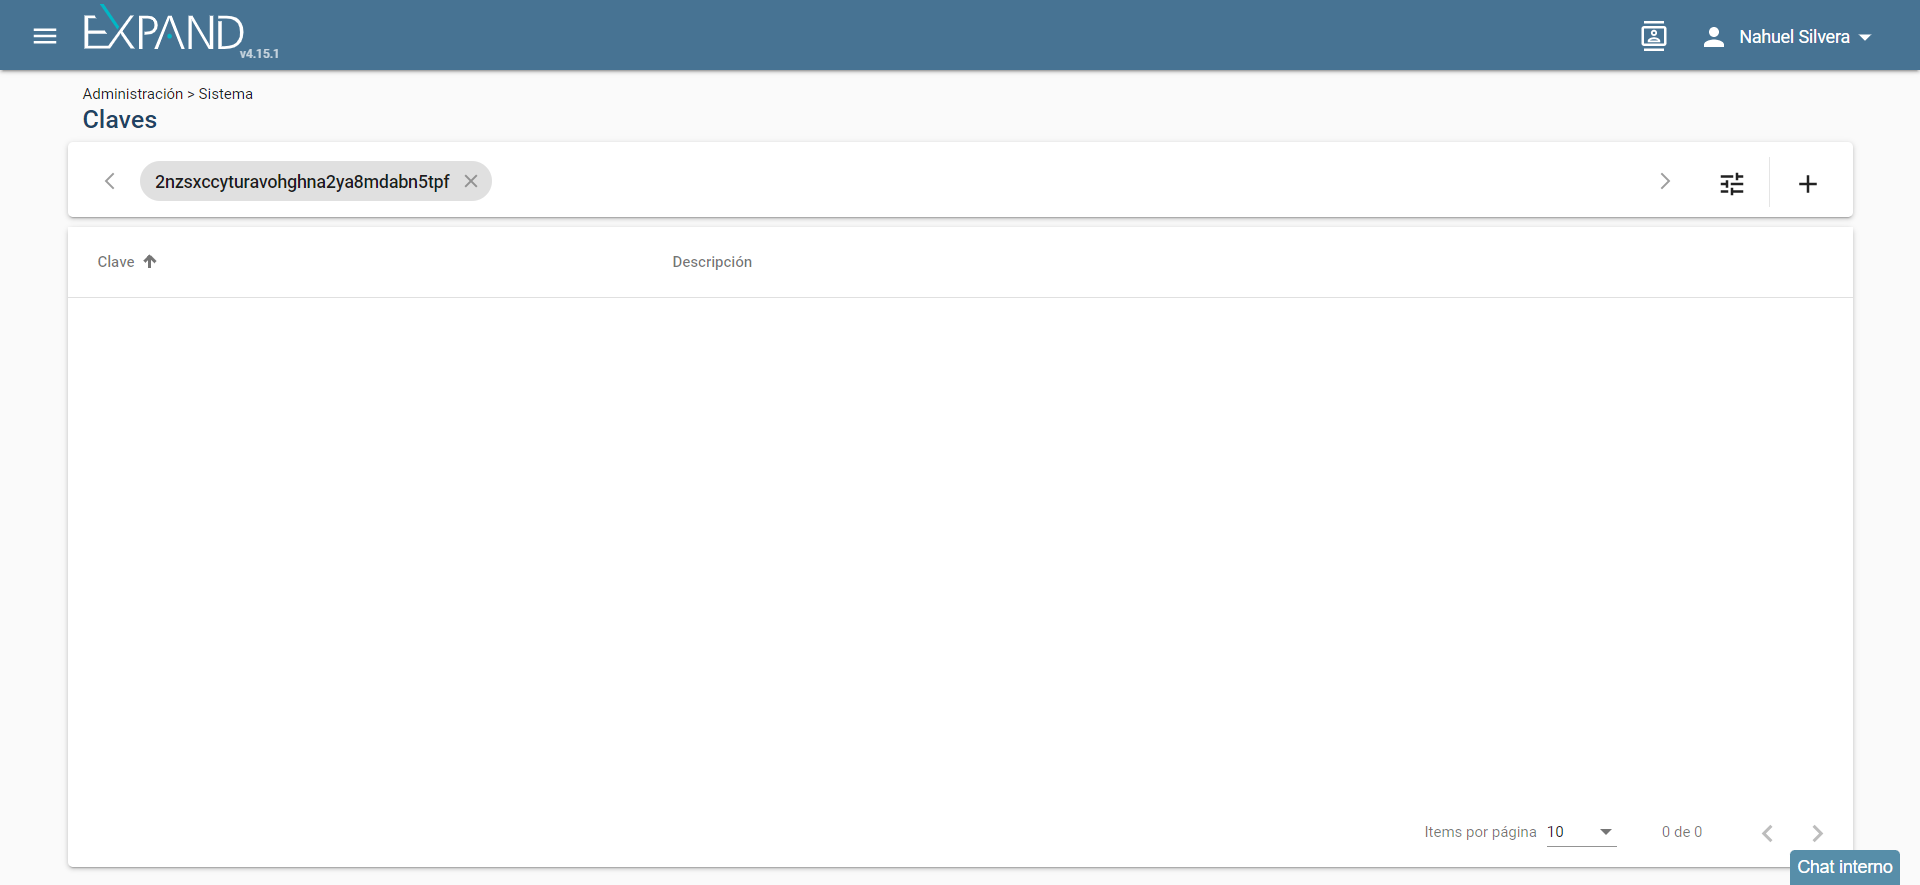 EXPAND
v4.15.1
Nahuel Silvera
Administración > Sistema
Claves
2nzsxccyturavohghna2ya8mdabn5tpf
Clave
Descripción
Items por página 10
0 de 0
Chat interno